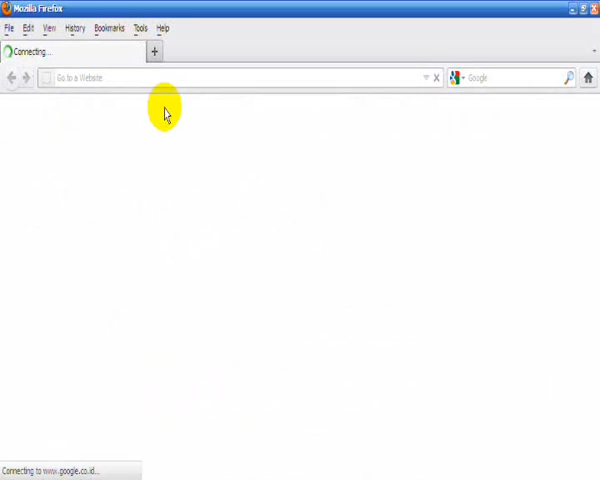 Mozilla Firefox
File Edit View History Bookmarks Tools Help
Connecting...
Go to a Website
Google
Connecting to www.google.co.id...